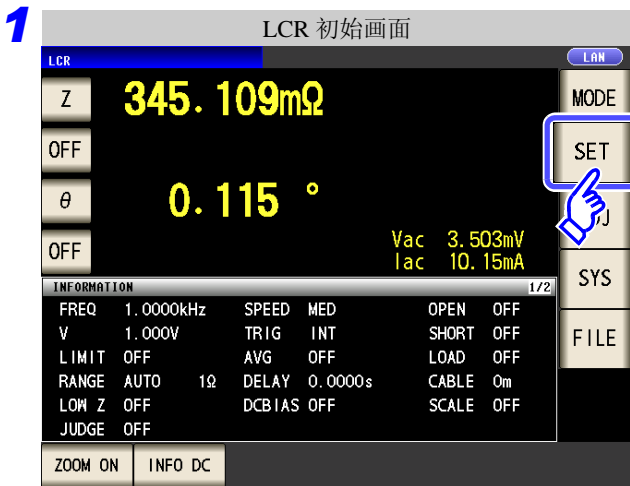 1
LCR 初始画面
LCR
LAN
Z 345.109mΩ
MODE
OFF
SET
θ 0.115 °
OFF
Vac 3.503mV
Iac 10.15mA
SYS
INFORMATION 1/2
FREQ 1.0000kHz SPEED MED OPEN OFF
V 1.000V TRIG INT SHORT OFF
FILE
LIMIT OFF AVG OFF LOAD OFF
RANGE AUTO 1Ω DELAY 0.0000s CABLE 0m
LOW Z OFF DCBIAS OFF SCALE OFF
JUDGE OFF
ZOOM ON INFO DC